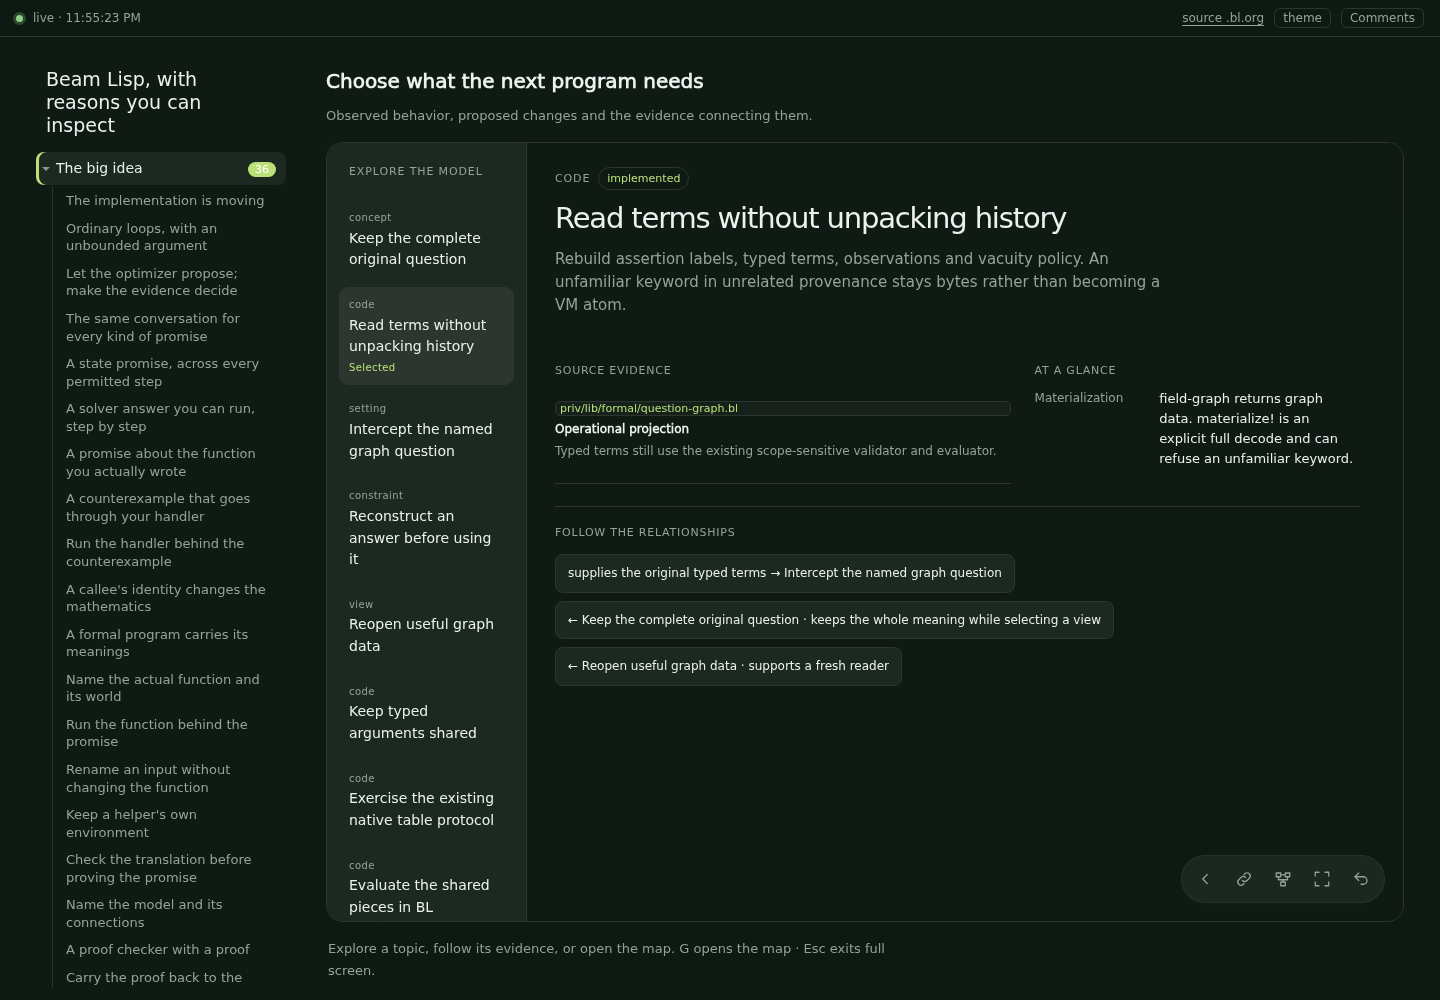 live · 11:55:23 PM
source .bl.org
theme
Comments
Beam Lisp, with
reasons you can
inspect
The big idea
36
The implementation is moving
Ordinary loops, with an
unbounded argument
Let the optimizer propose;
make the evidence decide
The same conversation for
every kind of promise
A state promise, across every
permitted step
A solver answer you can run,
step by step
A promise about the function
you actually wrote
A counterexample that goes
through your handler
Run the handler behind the
counterexample
A callee's identity changes the
mathematics
A formal program carries its
meanings
Name the actual function and
its world
Run the function behind the
promise
Rename an input without
changing the function
Keep a helper's own
environment
Check the translation before
proving the promise
Name the model and its
connections
A proof checker with a proof
Carry the proof back to the
Choose what the next program needs
Observed behavior, proposed changes and the evidence connecting them.
EXPLORE THE MODEL
concept
Keep the complete
original question
code
Read terms without
unpacking history
Selected
setting
Intercept the named
graph question
constraint
Reconstruct an
answer before using
it
view
Reopen useful graph
data
code
Keep typed
arguments shared
code
Exercise the existing
native table protocol
code
Evaluate the shared
pieces in BL
CODE
implemented
Read terms without unpacking history
Rebuild assertion labels, typed terms, observations and vacuity policy. An
unfamiliar keyword in unrelated provenance stays bytes rather than becoming a
VM atom.
SOURCE EVIDENCE
priv/lib/formal/question-graph.bl
Operational projection
Typed terms still use the existing scope-sensitive validator and evaluator.
AT A GLANCE
Materialization
field-graph returns graph
data. materialize! is an
explicit full decode and can
refuse an unfamiliar keyword.
FOLLOW THE RELATIONSHIPS
supplies the original typed terms → Intercept the named graph question
← Keep the complete original question · keeps the whole meaning while selecting a view
← Reopen useful graph data · supports a fresh reader
Explore a topic, follow its evidence, or open the map. G opens the map · Esc exits full
screen.